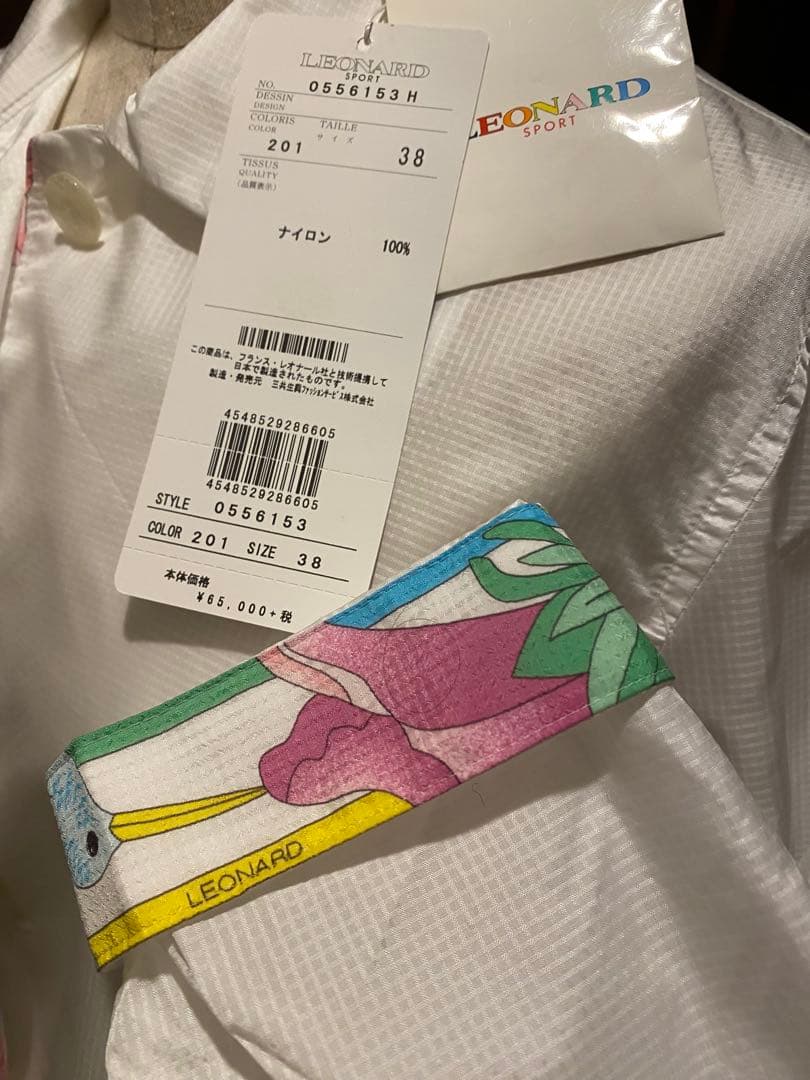 LEONARD
SPORT
NO. 0556153 H
DESSIN
DESIGN
COLORIS TAILLE
COLOR サイズ
201 38
TISSUS
QUALITY
(品質表示)
ナイロン 100%
この商品は、フランス・レオナール社と技術提携して
日本で製造されたものです。
製造・発売元 三共生興ファッションサービス株式会社
4548529286605
4548529286605
STYLE 0556153
COLOR 201 SIZE 38
本体価格
¥65,000+税
LEONARD
SPORT
LEONARD